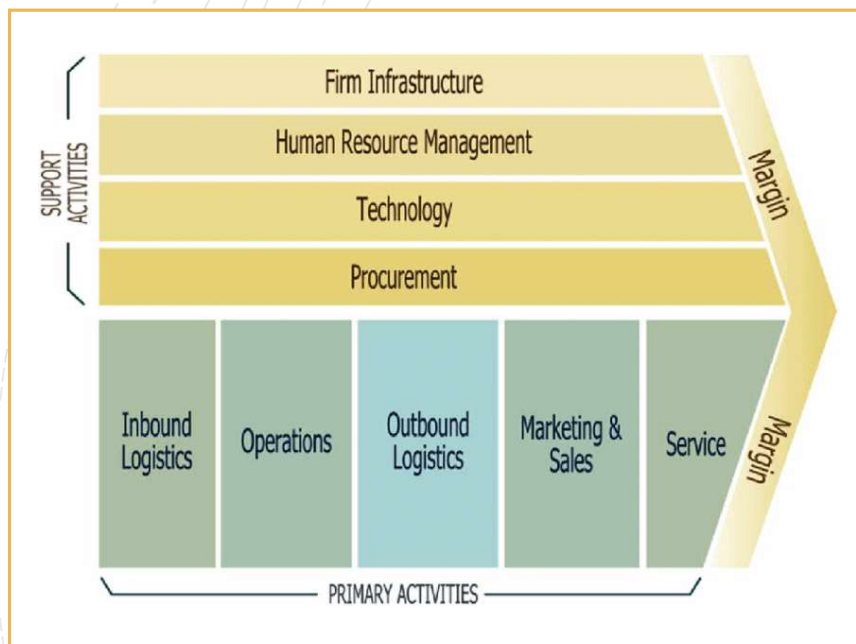 Firm Infrastructure
Human Resource Management
Technology
Procurement
SUPPORT
ACTIVITIES
Margin
Inbound
Logistics
Operations
Outbound
Logistics
Marketing &
Sales
Service
Margin
PRIMARY ACTIVITIES